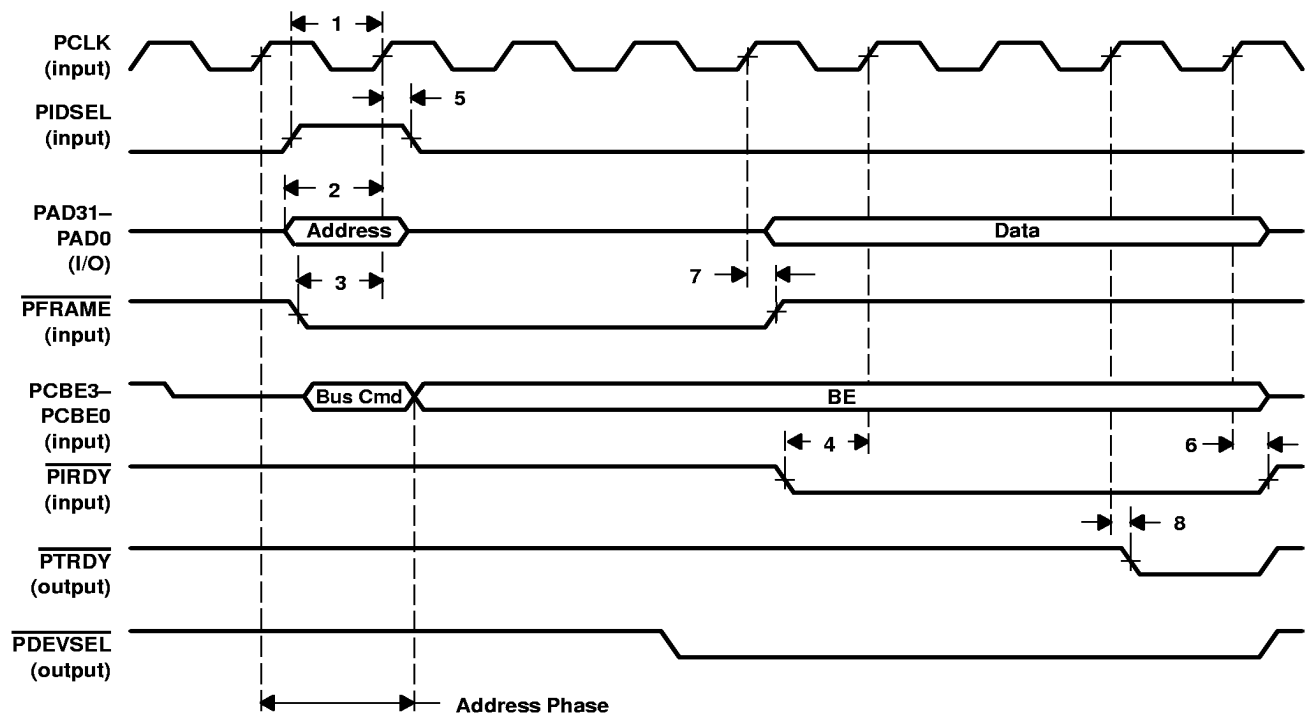 1
PCLK
(input)
5
PIDSEL
(input)
2
PAD31–
PAD0
(I/O)
Address
Data
3
7
PFRAME
(input)
PCBE3–
PCBE0
(input)
Bus Cmd
BE
4
6
PIRDY
(input)
8
PTRDY
(output)
PDEVSEL
(output)
Address Phase